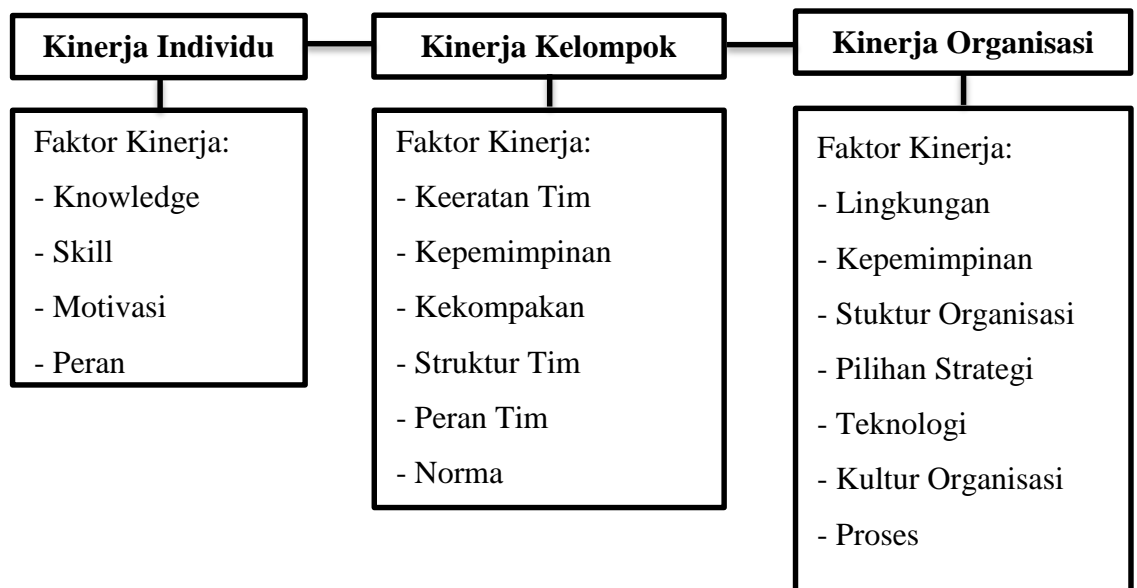 Kinerja Individu
Kinerja Kelompok
Kinerja Organisasi
Faktor Kinerja:
- Knowledge
- Skill
- Motivasi
- Peran
Faktor Kinerja:
- Keeratan Tim
- Kepemimpinan
- Kekompakan
- Struktur Tim
- Peran Tim
- Norma
Faktor Kinerja:
- Lingkungan
- Kepemimpinan
- Stuktur Organisasi
- Pilihan Strategi
- Teknologi
- Kultur Organisasi
- Proses